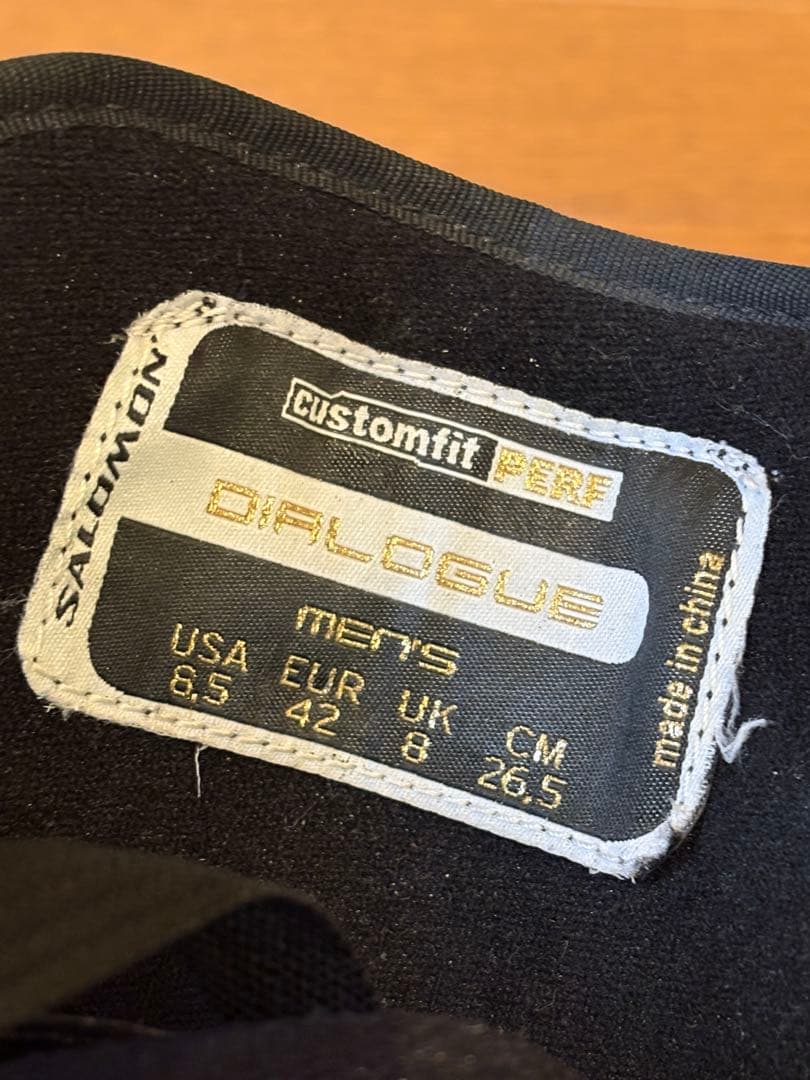 SALOMON
customfit PERF
DIALOGUE
MEN'S
USA EUR UK CM
8.5 42 8 26.5
made in china